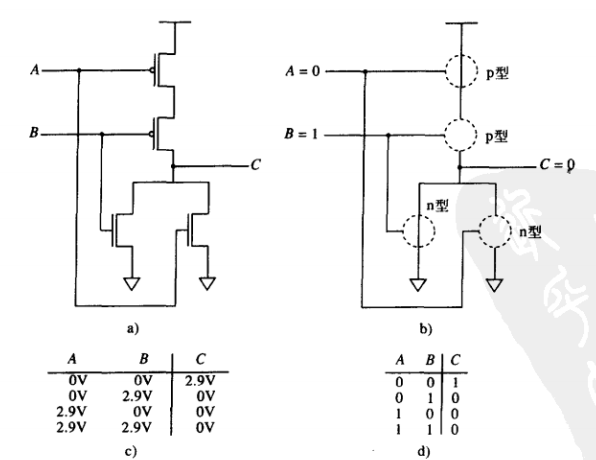 A
B
C
a)
A = 0
p型
B = 1
p型
C = 0
n型
n型
b)
A B C
0V 0V 2.9V
0V 2.9V 0V
2.9V 0V 0V
2.9V 2.9V 0V
c)
A B C
0 0 1
0 1 0
1 0 0
1 1 0
d)